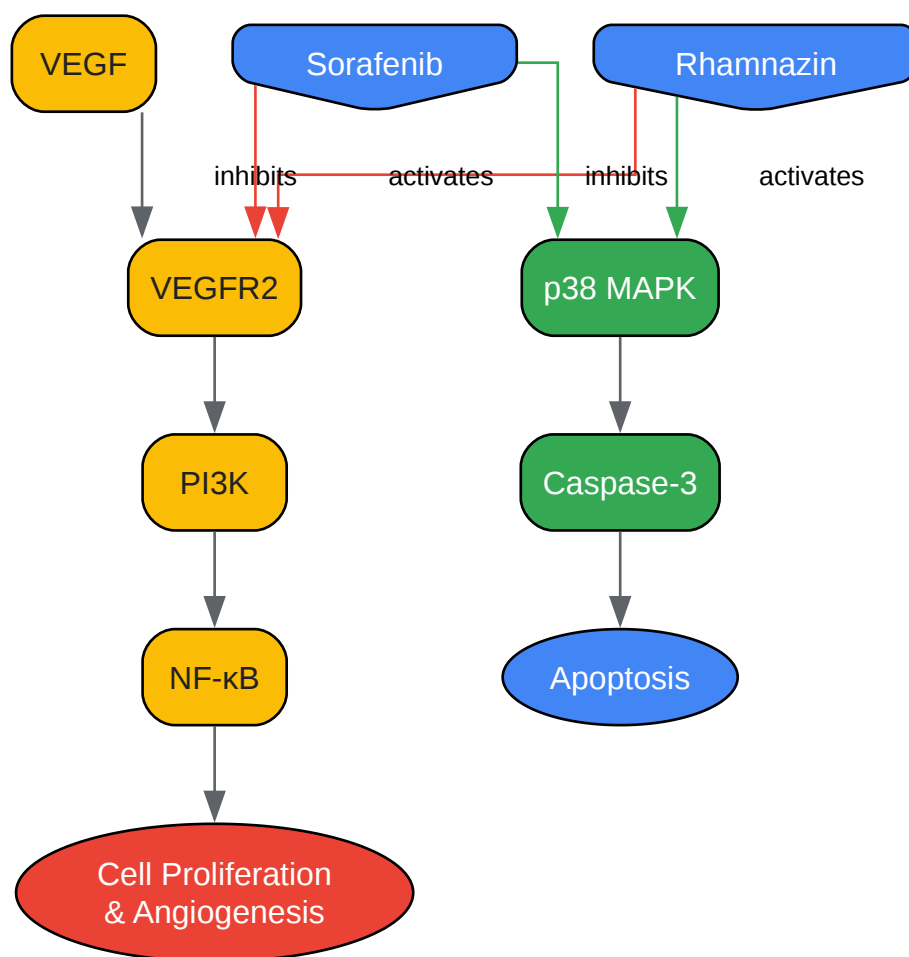 VEGF
Sorafenib
Rhamnazin
inhibits
activates
inhibits
activates
VEGFR2
p38 MAPK
PI3K
Caspase-3
NF-κB
Apoptosis
Cell Proliferation
& Angiogenesis